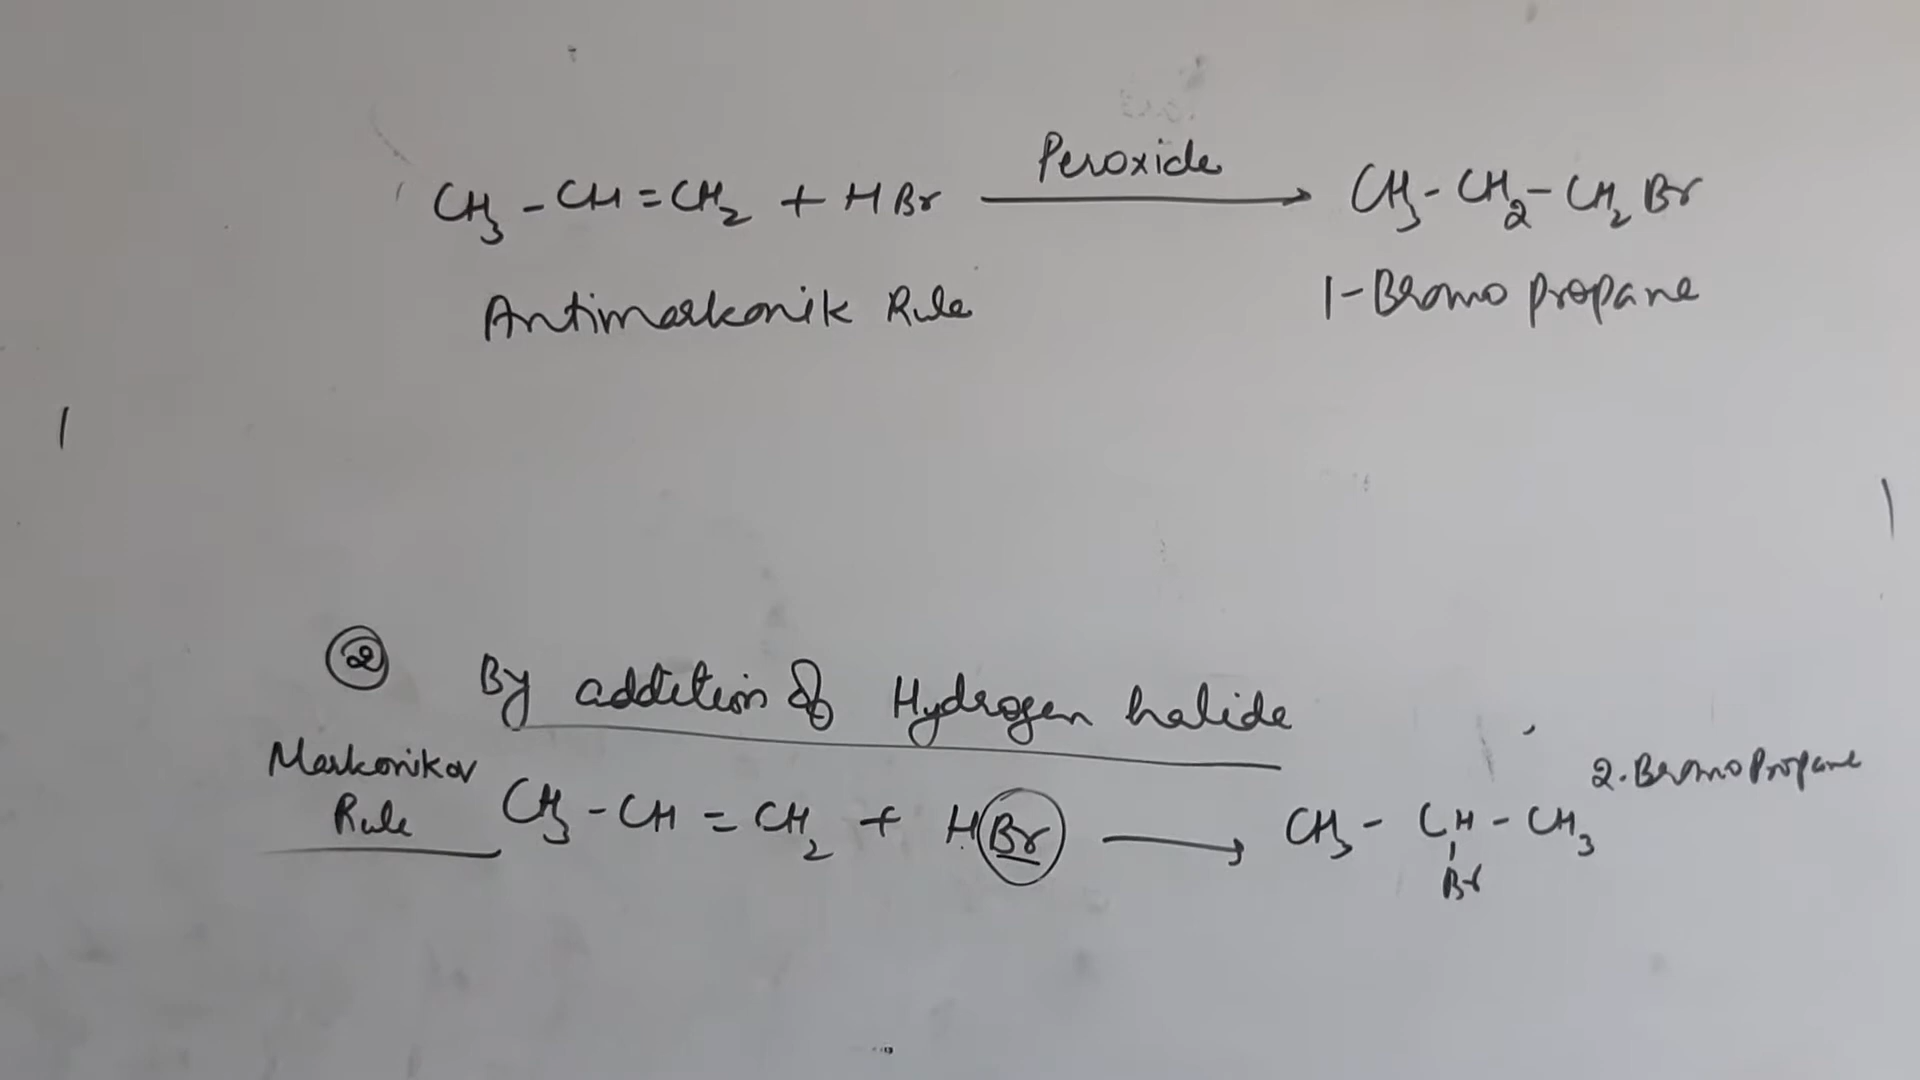 Peroxide
CH₃ - CH = CH₂ + HBr ⟶ CH₃ - CH₂ - CH₂ Br
Antimarkonik Rule
1-Bromo propane
② By addition of Hydrogen halide
Markonikov
Rule
2. Bromo Propane
CH₃ - CH = CH₂ + HBr ⟶ CH₃ - CH - CH₃
Br